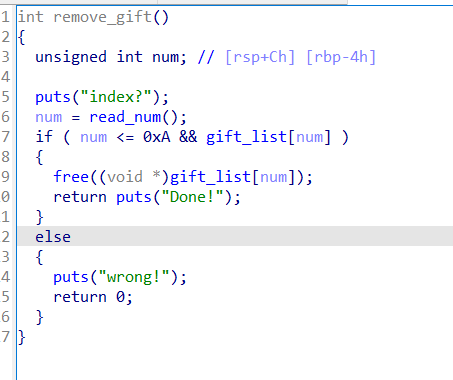 1 int remove_gift()
2 {
3 unsigned int num; // [rsp+Ch] [rbp-4h]
4
5 puts("index?");
6 num = read_num();
7 if ( num <= 0xA && gift_list[num] )
8 {
9 free((void *)gift_list[num]);
0 return puts("Done!");
1 }
2 else
3 {
4 puts("wrong!");
5 return 0;
6 }
7 }